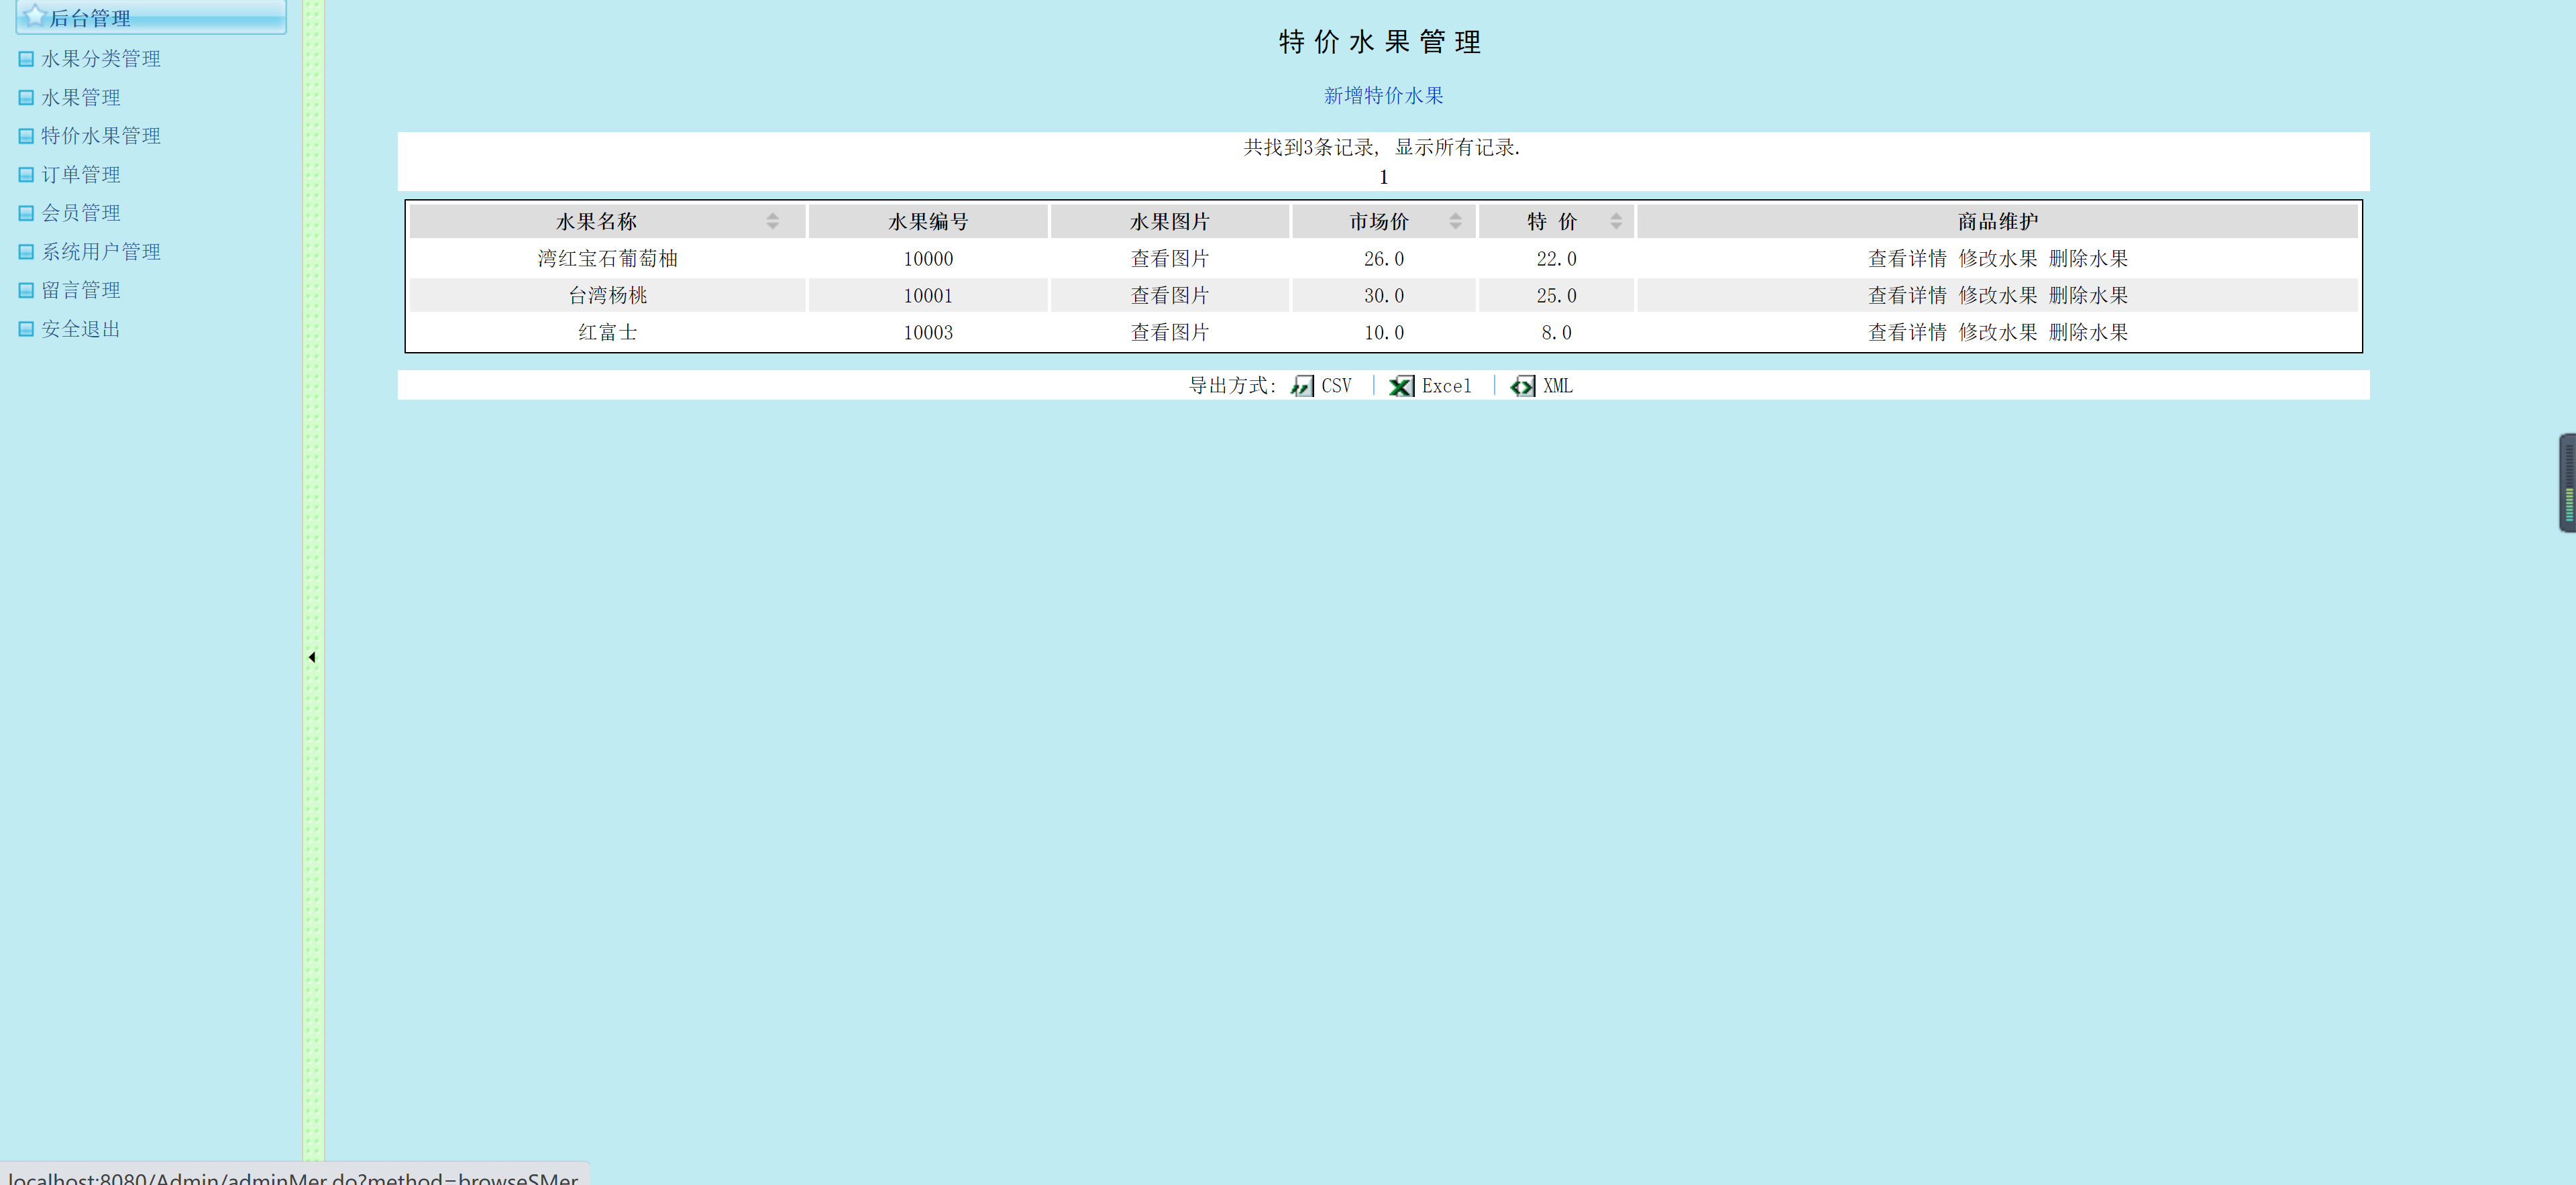 后台管理
水果分类管理
水果管理
特价水果管理
订单管理
会员管理
系统用户管理
留言管理
安全退出
特价水果管理
新增特价水果
共找到3条记录, 显示所有记录.
1
水果名称 水果编号 水果图片 市场价 特 价 商品维护
湾红宝石葡萄柚 10000 查看图片 26.0 22.0 查看详情 修改水果 删除水果
台湾杨桃 10001 查看图片 30.0 25.0 查看详情 修改水果 删除水果
红富士 10003 查看图片 10.0 8.0 查看详情 修改水果 删除水果
导出方式: CSV | Excel | XML
localhost:8080/Admin/adminMer.do?method=browseSMer